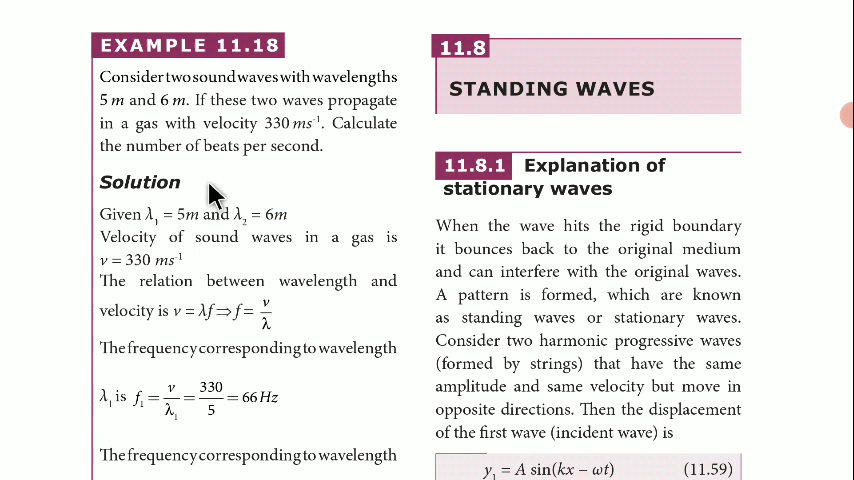 EXAMPLE 11.18
Consider two sound waves with wavelengths
5 m and 6 m. If these two waves propagate
in a gas with velocity 330 ms⁻¹. Calculate
the number of beats per second.
Solution
Given λ₁ = 5m and λ₂ = 6m
Velocity of sound waves in a gas is
v = 330 ms⁻¹
The relation between wavelength and
velocity is v = λf ⇒ f = v/λ
The frequency corresponding to wavelength
λ₁ is f₁ = v/λ₁ = 330/5 = 66 Hz
The frequency corresponding to wavelength
11.8
STANDING WAVES
11.8.1 Explanation of
stationary waves
When the wave hits the rigid boundary
it bounces back to the original medium
and can interfere with the original waves.
A pattern is formed, which are known
as standing waves or stationary waves.
Consider two harmonic progressive waves
(formed by strings) that have the same
amplitude and same velocity but move in
opposite directions. Then the displacement
of the first wave (incident wave) is
y₁ = A sin(kx − ωt) (11.59)